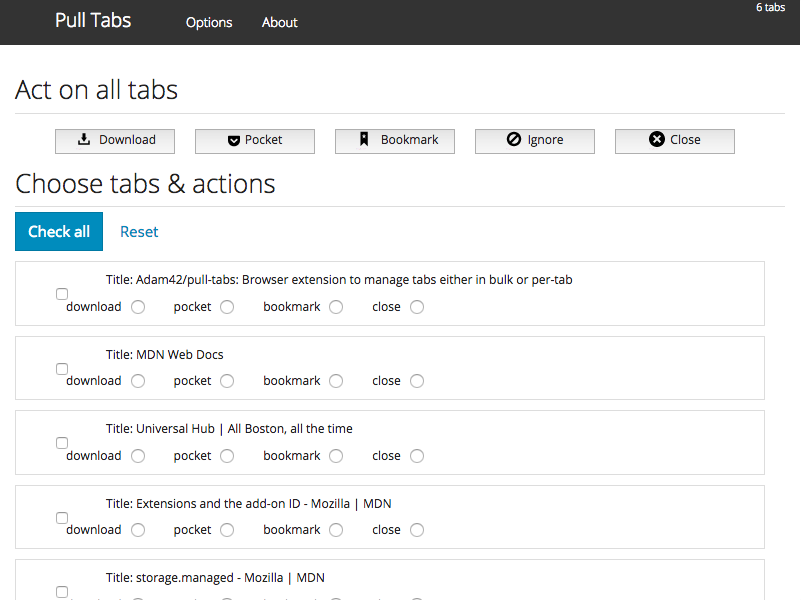 Pull Tabs Options About 6 tabs
Act on all tabs
Download Pocket Bookmark Ignore Close
Choose tabs & actions
Check all Reset
Title: Adam42/pull-tabs: Browser extension to manage tabs either in bulk or per-tab
download pocket bookmark close
Title: MDN Web Docs
download pocket bookmark close
Title: Universal Hub | All Boston, all the time
download pocket bookmark close
Title: Extensions and the add-on ID - Mozilla | MDN
download pocket bookmark close
Title: storage.managed - Mozilla | MDN